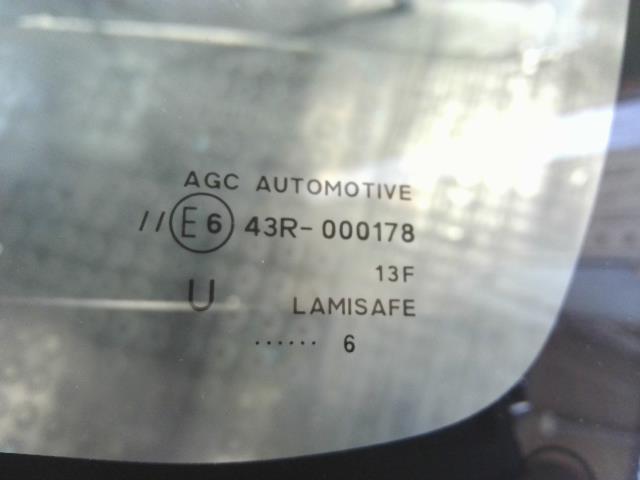 AGC AUTOMOTIVE
// E6 43R-000178
13F
U
LAMISAFE
...... 6